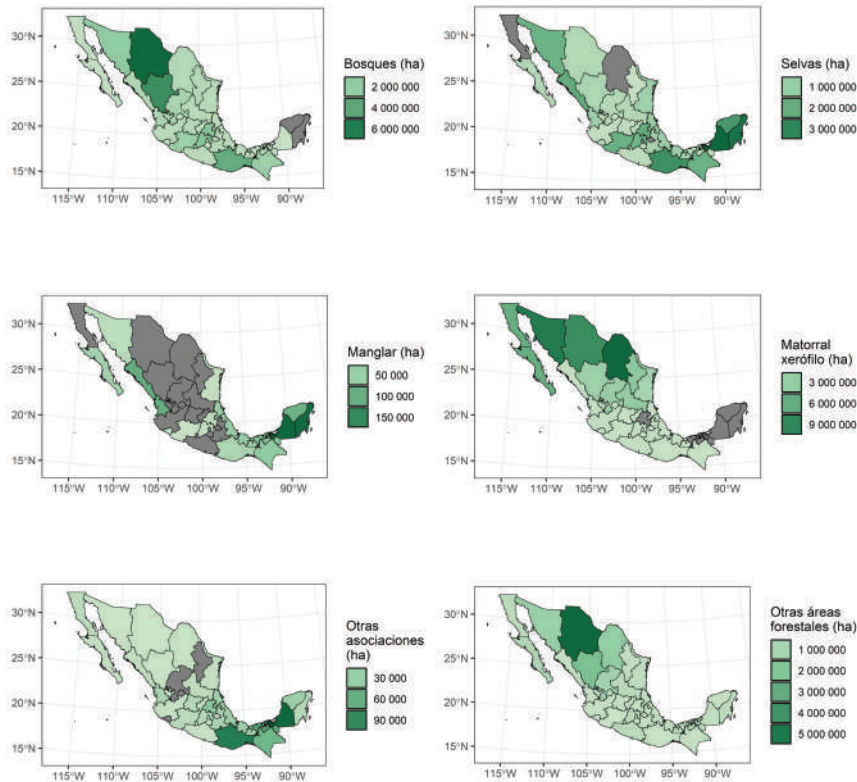 30°N
25°N
20°N
15°N
115°W 110°W 105°W 100°W 95°W 90°W
Bosques (ha)
2 000 000
4 000 000
6 000 000
30°N
25°N
20°N
15°N
115°W 110°W 105°W 100°W 95°W 90°W
Selvas (ha)
1 000 000
2 000 000
3 000 000
30°N
25°N
20°N
15°N
115°W 110°W 105°W 100°W 95°W 90°W
Manglar (ha)
50 000
100 000
150 000
30°N
25°N
20°N
15°N
115°W 110°W 105°W 100°W 95°W 90°W
Matorral
xerófilo (ha)
3 000 000
6 000 000
9 000 000
30°N
25°N
20°N
15°N
115°W 110°W 105°W 100°W 95°W 90°W
Otras
asociaciones
(ha)
30 000
60 000
90 000
30°N
25°N
20°N
15°N
115°W 110°W 105°W 100°W 95°W 90°W
Otras áreas
forestales (ha)
1 000 000
2 000 000
3 000 000
4 000 000
5 000 000